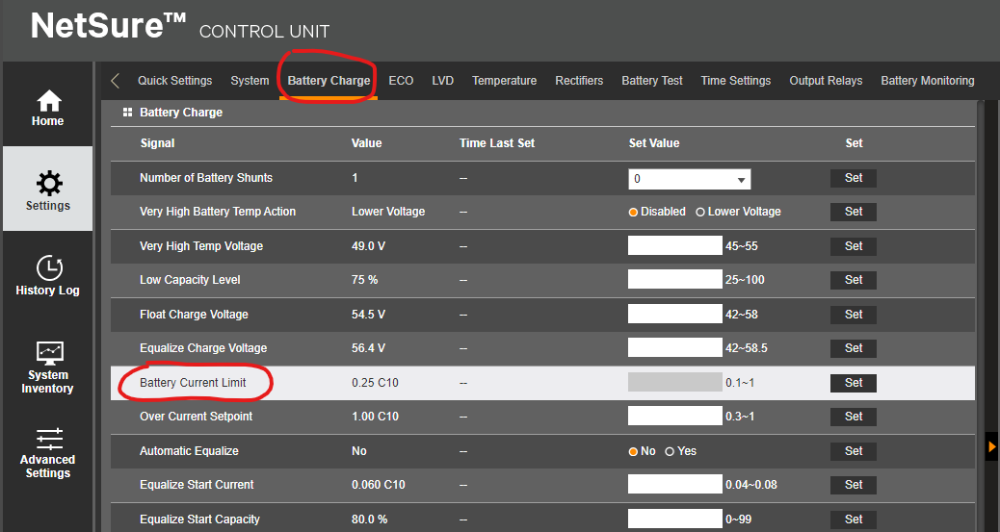 NetSure™ CONTROL UNIT
Quick Settings System Battery Charge ECO LVD Temperature Rectifiers Battery Test Time Settings Output Relays Battery Monitoring
Home
Settings
History Log
System
Inventory
Advanced
Settings
Battery Charge
Signal Value Time Last Set Set Value Set
Number of Battery Shunts 1 -- 0 Set
Very High Battery Temp Action Lower Voltage -- Disabled Lower Voltage Set
Very High Temp Voltage 49.0 V -- 45~55 Set
Low Capacity Level 75 % -- 25~100 Set
Float Charge Voltage 54.5 V -- 42~58 Set
Equalize Charge Voltage 56.4 V -- 42~58.5 Set
Battery Current Limit 0.25 C10 -- 0.1~1 Set
Over Current Setpoint 1.00 C10 -- 0.3~1 Set
Automatic Equalize No -- No Yes Set
Equalize Start Current 0.060 C10 -- 0.04~0.08 Set
Equalize Start Capacity 80.0 % -- 0~99 Set